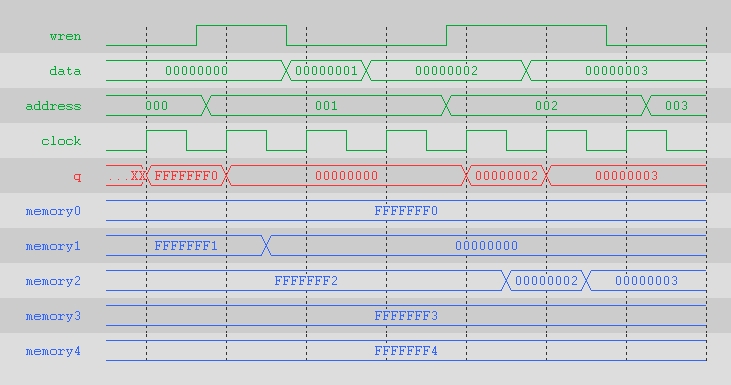 wren
data 00000000 00000001 00000002 00000003
address 000 001 002 003
clock
q ...XX FFFFFFF0 00000000 00000002 00000003
memory0 FFFFFFF0
memory1 FFFFFFF1 00000000
memory2 FFFFFFF2 00000002 00000003
memory3 FFFFFFF3
memory4 FFFFFFF4